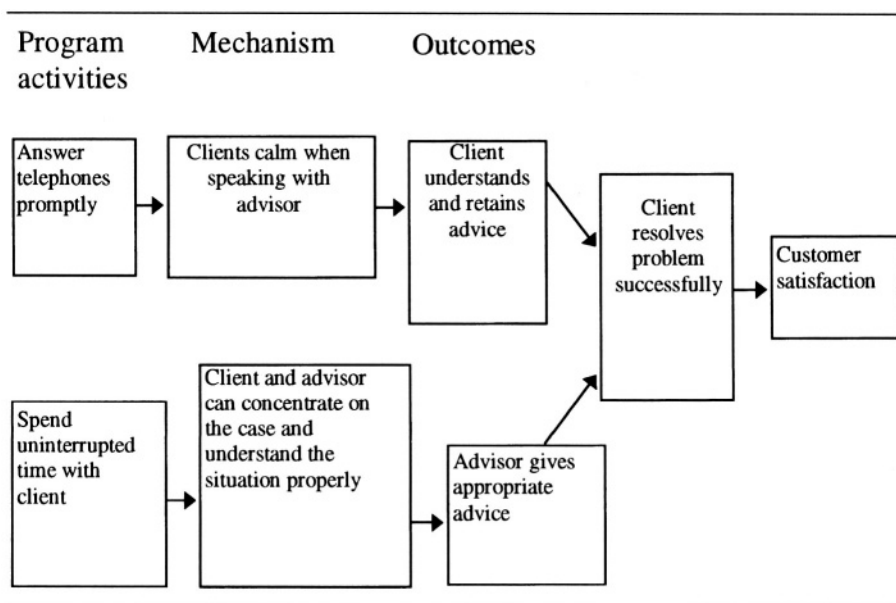 Program activities
Mechanism
Outcomes
Answer
telephones
promptly
Clients calm when
speaking with
advisor
Client
understands
and retains
advice
Client
resolves
problem
successfully
Customer
satisfaction
Spend
uninterrupted
time with
client
Client and advisor
can concentrate on
the case and
understand the
situation properly
Advisor gives
appropriate
advice